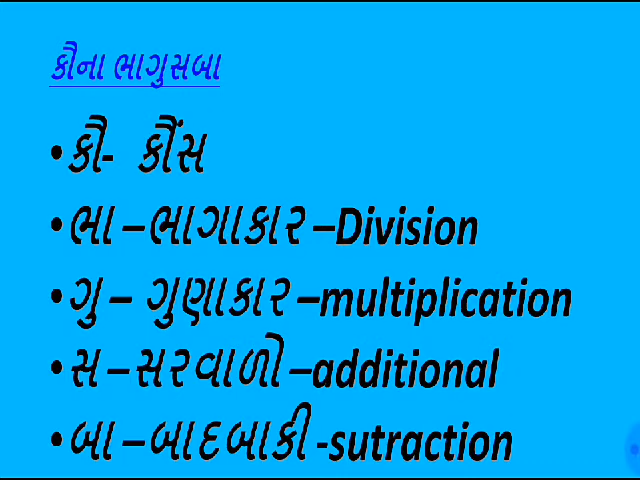 કૌના ભાગુસબા
•કૌ- કૌંસ
•ભા –ભાગાકાર –Division
•ગુ – ગુણાકાર –multiplication
•સ –સરવાળો –additional
•બા –બાદબાકી -sutraction